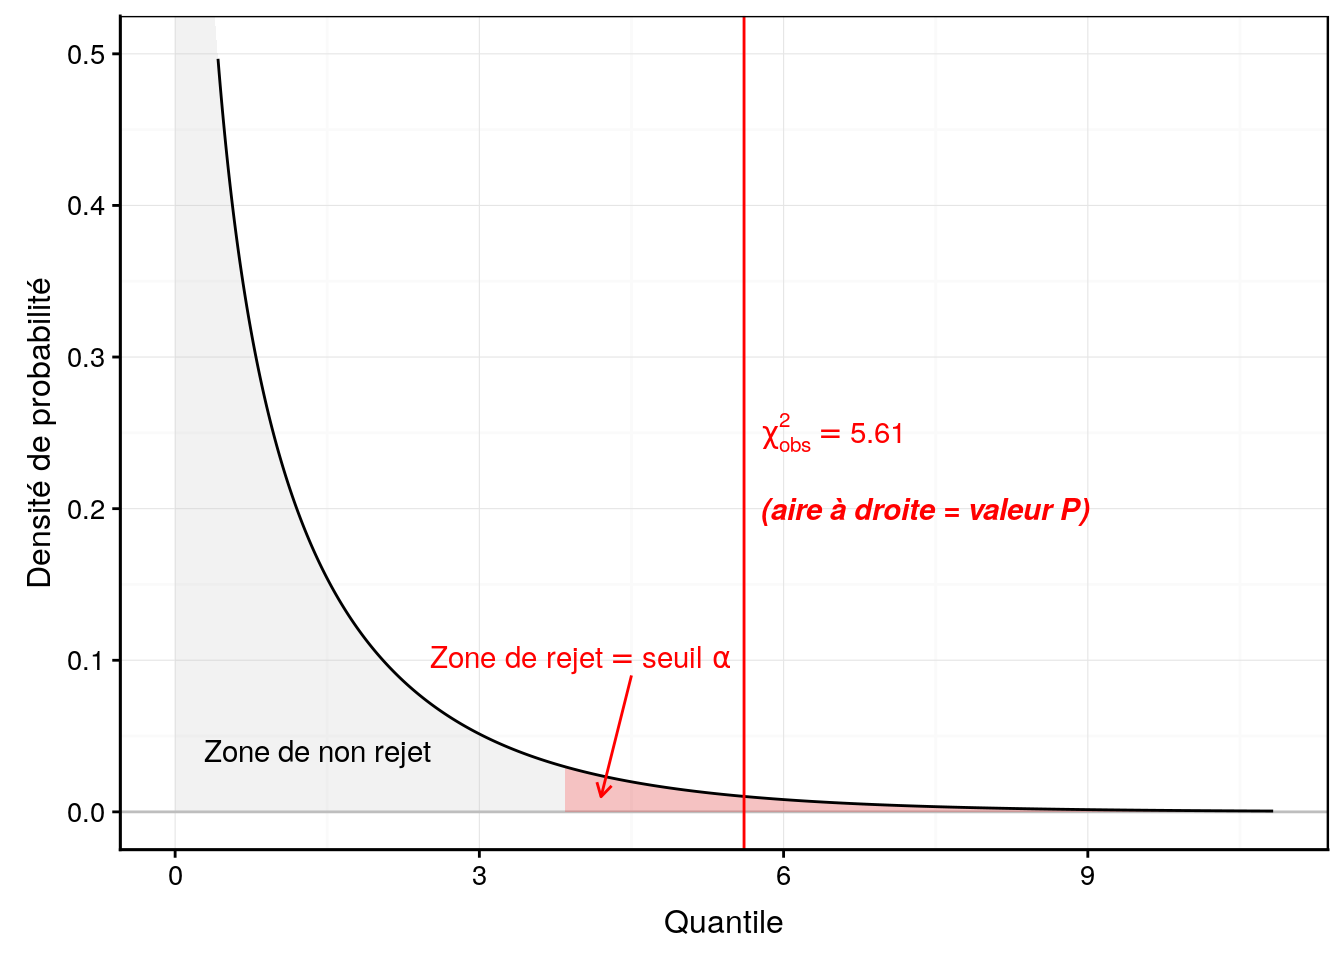 0.5
0.4
0.3
0.2
0.1
0.0
Densité de probabilité
χ²obs = 5.61
(aire à droite = valeur P)
Zone de rejet = seuil α
Zone de non rejet
0 3 6 9
Quantile